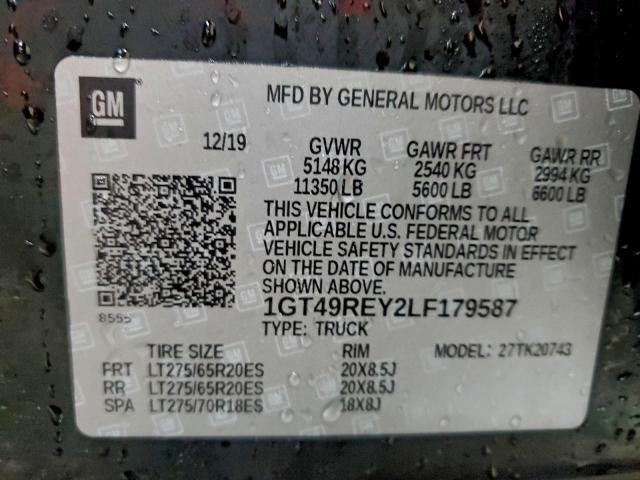 GM
MFD BY GENERAL MOTORS LLC
12/19
GVWR GAWR FRT GAWR RR
5148 KG 2540 KG 2994 KG
11350 LB 5600 LB 6600 LB
THIS VEHICLE CONFORMS TO ALL
APPLICABLE U.S. FEDERAL MOTOR
VEHICLE SAFETY STANDARDS IN EFFECT
ON THE DATE OF MANUFACTURE
SHOWN ABOVE.
8595
1GT49REY2LF179587
TYPE: TRUCK
TIRE SIZE RIM MODEL: 27TK20743
FRT LT275/65R20ES 20X8.5J
RR LT275/65R20ES 20X8.5J
SPA LT275/70R18ES 18X8J